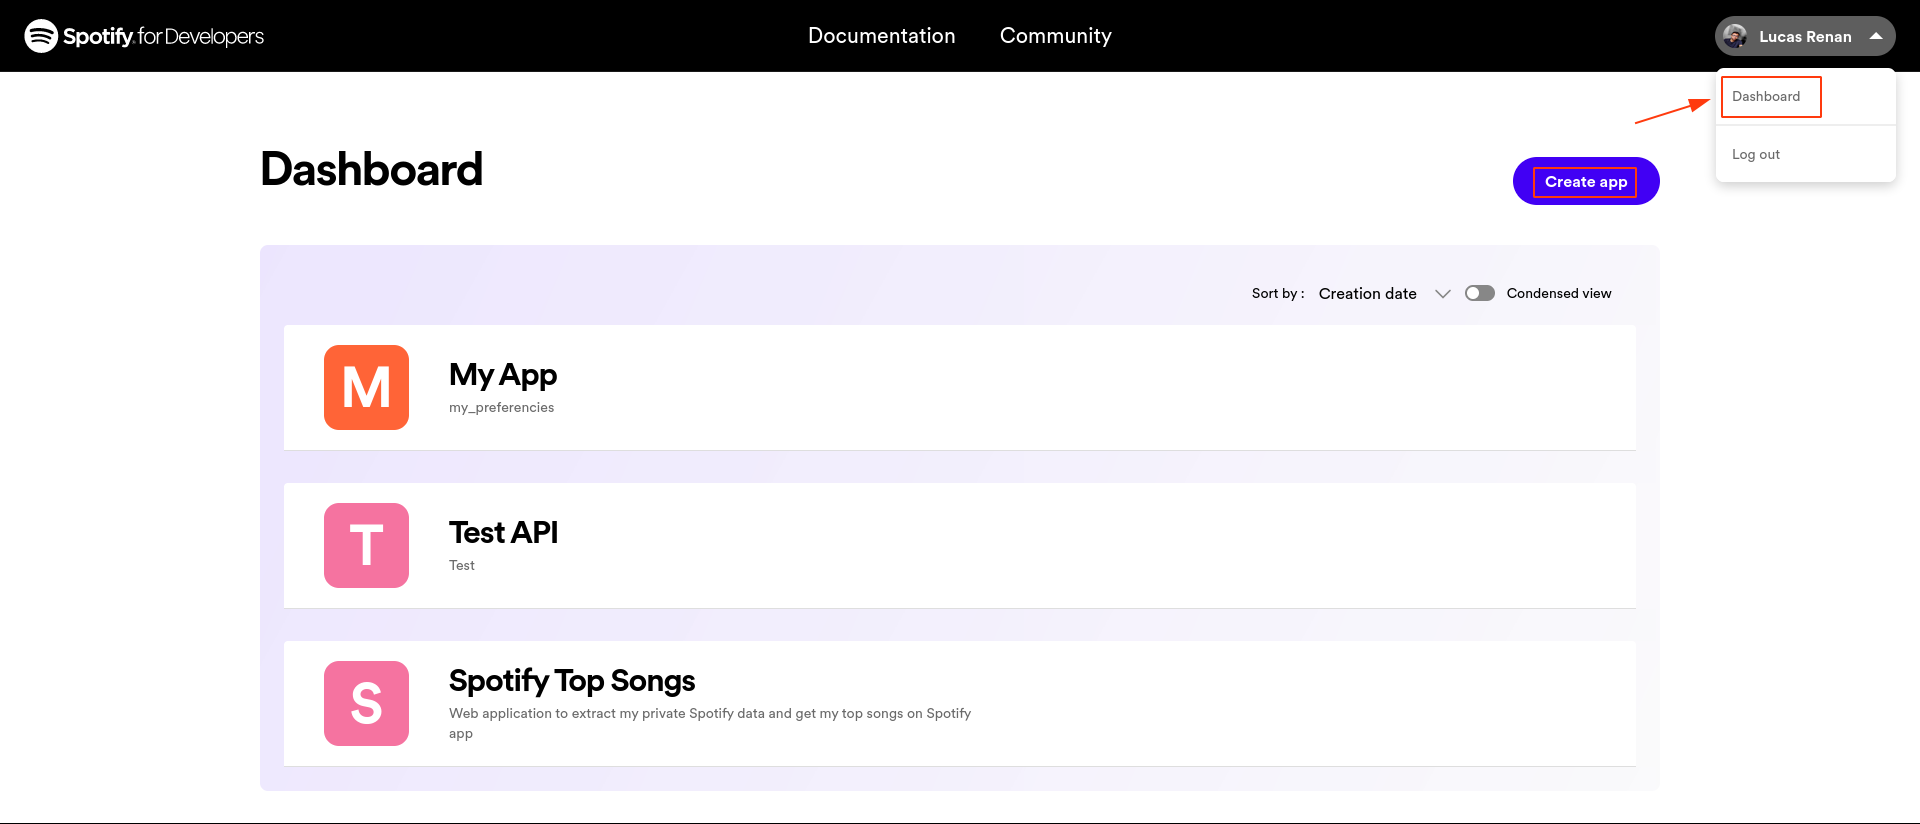 Spotify for Developers
Documentation
Community
Lucas Renan
Dashboard
Log out
Dashboard
Create app
Sort by :
Creation date
Condensed view
M
My App
my_preferencies
T
Test API
Test
S
Spotify Top Songs
Web application to extract my private Spotify data and get my top songs on Spotify
app